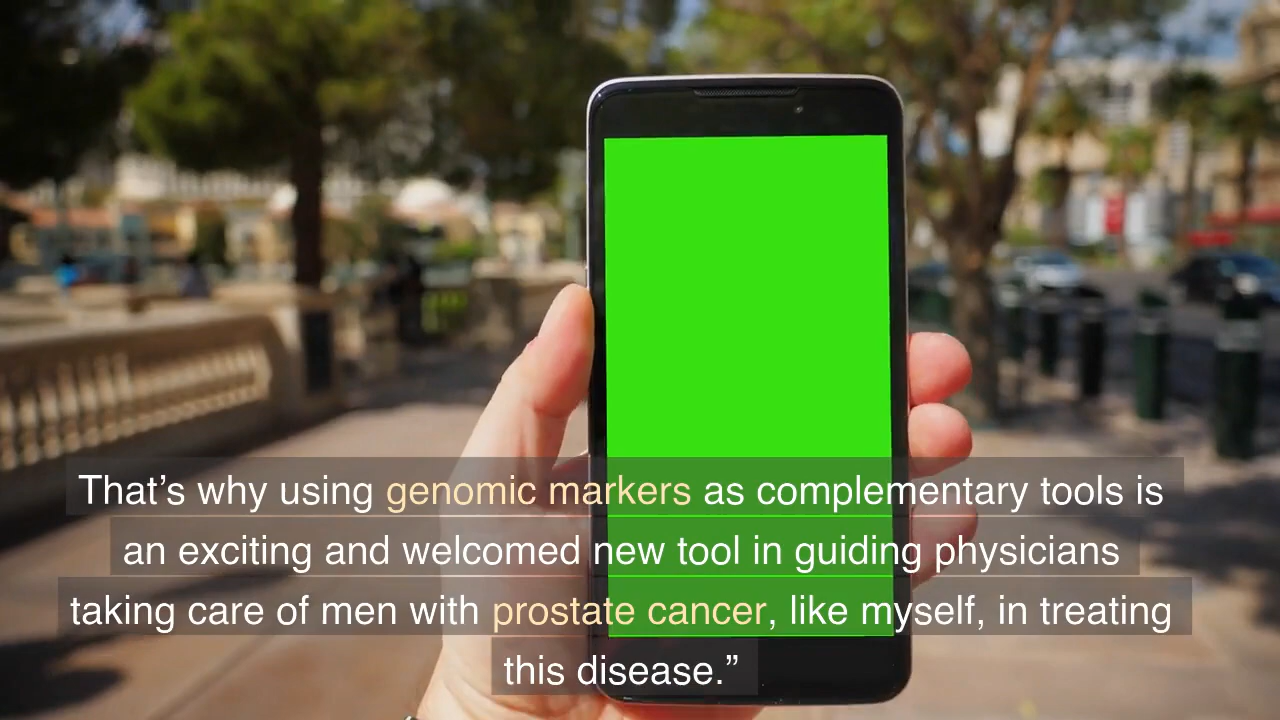 That’s why using genomic markers as complementary tools is
an exciting and welcomed new tool in guiding physicians
taking care of men with prostate cancer, like myself, in treating
this disease.”